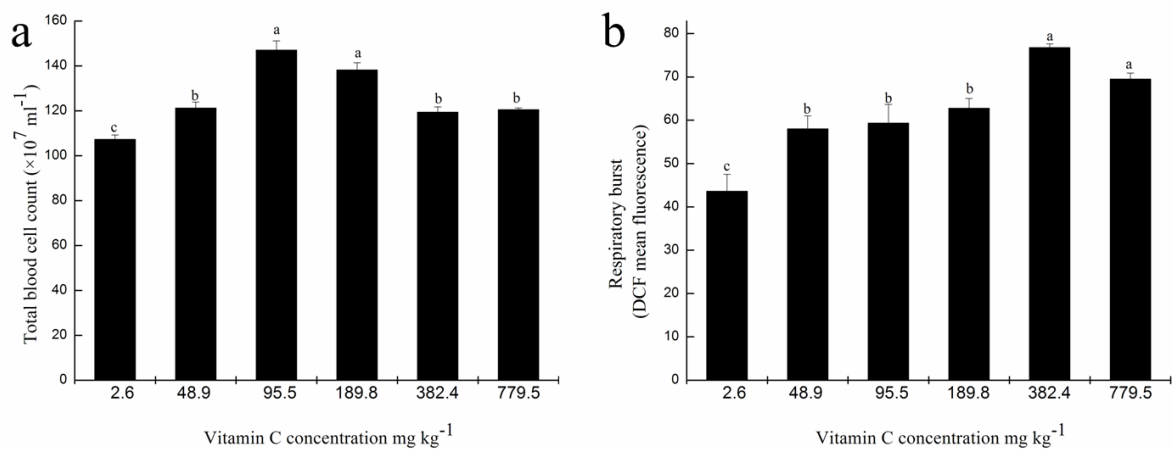 a
160
140
120
100
80
60
40
20
0
Total blood cell count (×10⁷ ml⁻¹)
c
b
a
a
b
b
2.6 48.9 95.5 189.8 382.4 779.5
Vitamin C concentration mg kg⁻¹
b
80
70
60
50
40
30
20
10
0
Respiratory burst
(DCF mean fluorescence)
c
b
b
b
a
a
2.6 48.9 95.5 189.8 382.4 779.5
Vitamin C concentration mg kg⁻¹